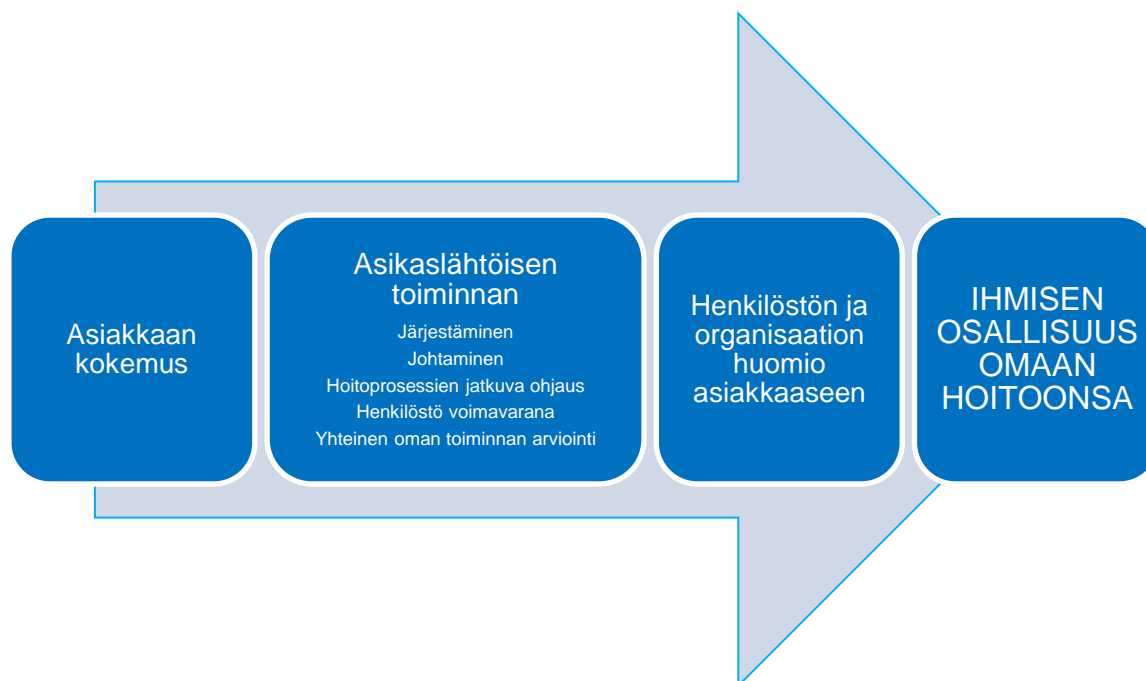 Asiakkaan
kokemus
Asikaslähtöisen
toiminnan
Järjestäminen
Johtaminen
Hoitoprosessien jatkuva ohjaus
Henkilöstö voimavarana
Yhteinen oman toiminnan arviointi
Henkilöstön ja
organisaation
huomio
asiakkaaseen
IHMISEN
OSALLISUUS
OMAAN
HOITOONSA